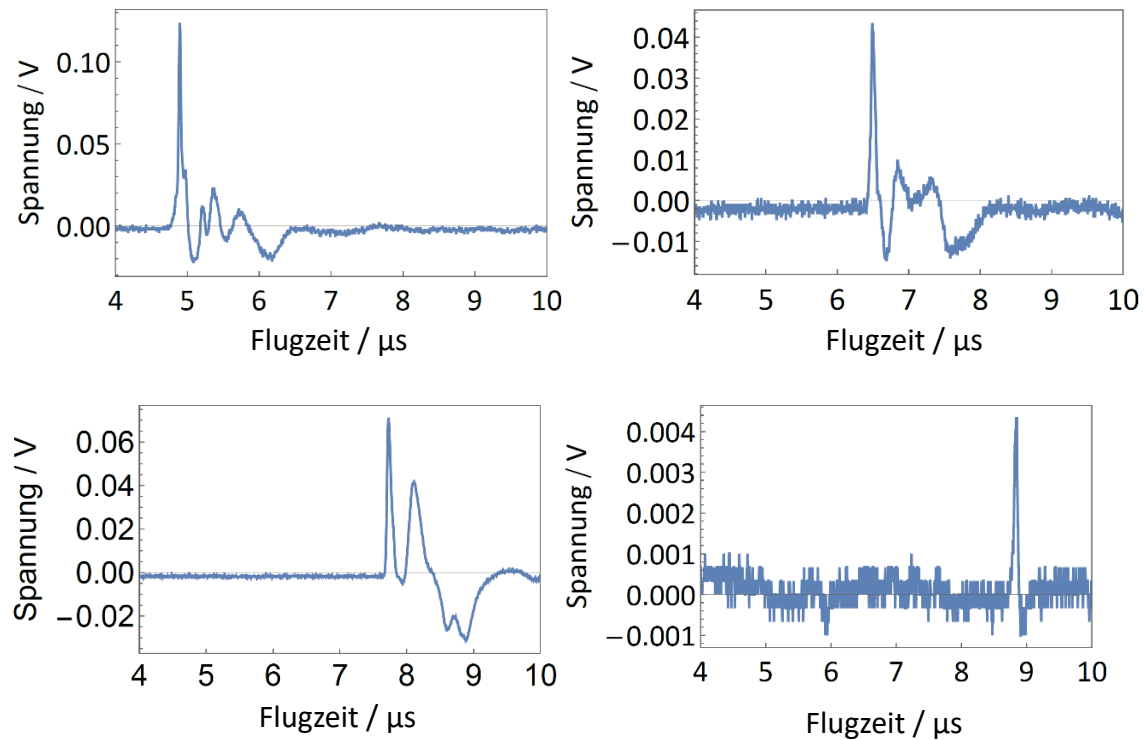 Spannung / V
0.10
0.05
0.00
4 5 6 7 8 9 10
Flugzeit / µs
Spannung / V
0.04
0.03
0.02
0.01
0.00
−0.01
4 5 6 7 8 9 10
Flugzeit / µs
Spannung / V
0.06
0.04
0.02
0.00
−0.02
4 5 6 7 8 9 10
Flugzeit / µs
Spannung / V
0.004
0.003
0.002
0.001
0.000
−0.001
4 5 6 7 8 9 10
Flugzeit / µs